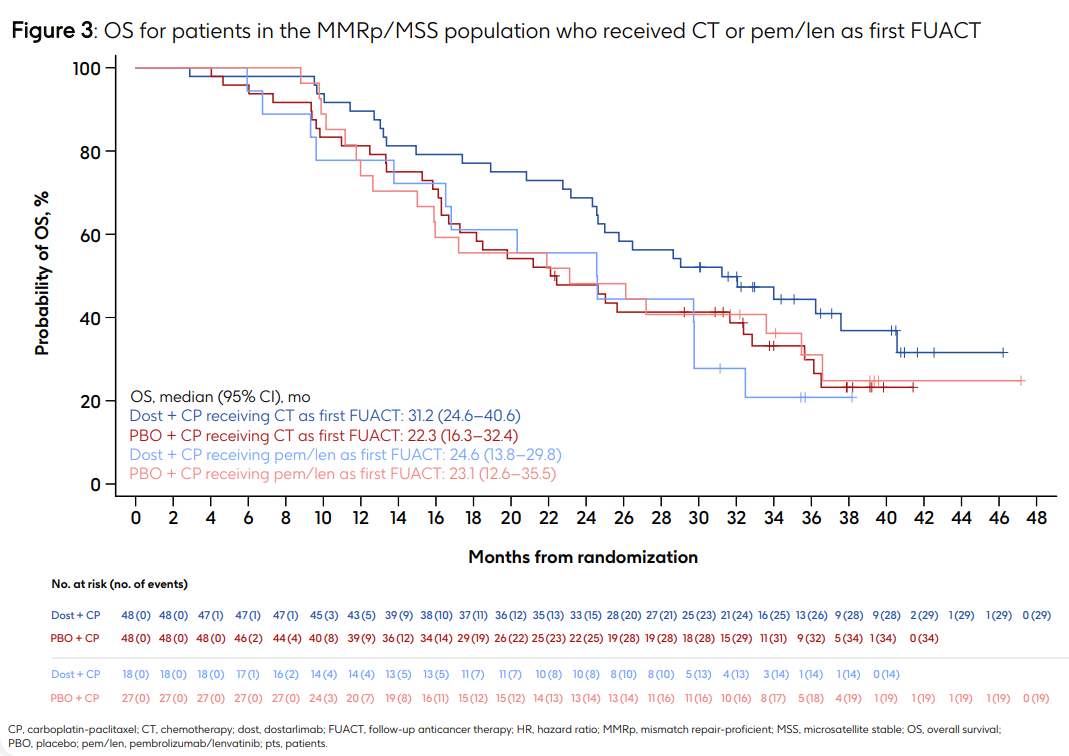 Figure 3: OS for patients in the MMRp/MSS population who received CT or pem/len as first FUACT
100
80
60
40
20
0
Probability of OS, %
OS, median (95% CI), mo
Dost + CP receiving CT as first FUACT: 31.2 (24.6–40.6)
PBO + CP receiving CT as first FUACT: 22.3 (16.3–32.4)
Dost + CP receiving pem/len as first FUACT: 24.6 (13.8–29.8)
PBO + CP receiving pem/len as first FUACT: 23.1 (12.6–35.5)
0 2 4 6 8 10 12 14 16 18 20 22 24 26 28 30 32 34 36 38 40 42 44 46 48
Months from randomization
No. at risk (no. of events)
Dost + CP 48 (0) 48 (0) 47 (1) 47 (1) 47 (1) 45 (3) 43 (5) 39 (9) 38 (10) 37 (11) 36 (12) 35 (13) 33 (15) 28 (20) 27 (21) 25 (23) 21 (24) 16 (25) 13 (26) 9 (28) 9 (28) 2 (29) 1 (29) 1 (29) 0 (29)
PBO + CP 48 (0) 48 (0) 48 (0) 46 (2) 44 (4) 40 (8) 39 (9) 36 (12) 34 (14) 29 (19) 26 (22) 25 (23) 22 (25) 19 (28) 19 (28) 18 (28) 15 (29) 11 (31) 9 (32) 5 (34) 1 (34) 0 (34)
Dost + CP 18 (0) 18 (0) 18 (0) 17 (1) 16 (2) 14 (4) 14 (4) 13 (5) 13 (5) 11 (7) 11 (7) 10 (8) 10 (8) 8 (10) 8 (10) 5 (13) 4 (13) 3 (14) 1 (14) 1 (14) 0 (14)
PBO + CP 27 (0) 27 (0) 27 (0) 27 (0) 27 (0) 24 (3) 20 (7) 19 (8) 16 (11) 15 (12) 15 (12) 14 (13) 13 (14) 13 (14) 11 (16) 11 (16) 10 (16) 8 (17) 5 (18) 4 (19) 1 (19) 1 (19) 1 (19) 1 (19) 0 (19)
CP, carboplatin-paclitaxel; CT, chemotherapy; dost, dostarlimab; FUACT, follow-up anticancer therapy; HR, hazard ratio; MMRp, mismatch repair-proficient; MSS, microsatellite stable; OS, overall survival;
PBO, placebo; pem/len, pembrolizumab/lenvatinib; pts, patients.